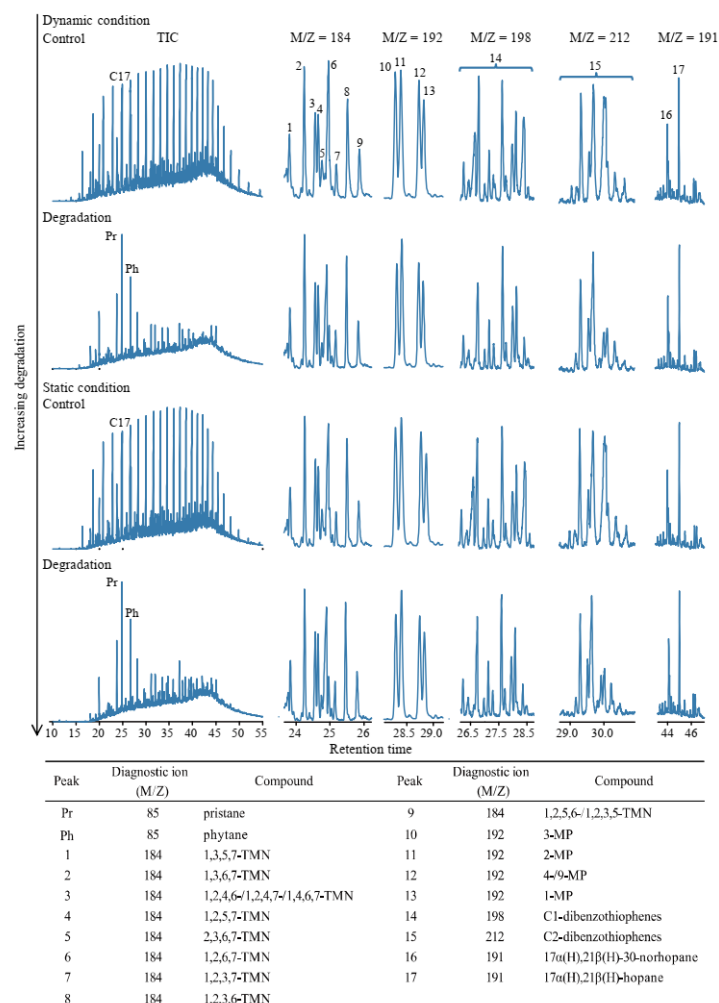 Dynamic condition
Control TIC M/Z = 184 M/Z = 192 M/Z = 198 M/Z = 212 M/Z = 191
C17
1 2 3 4 5 6 7 8 9
10 11 12 13
14
15
16 17
Degradation
Pr
Ph
Static condition
Control
C17
Degradation
Pr
Ph
Increasing degradation
10 15 20 25 30 35 40 45 50 55 24 25 26 28.5 29.0 26.5 27.5 28.5 29.0 30.0 44 46
Retention time
Peak Diagnostic ion (M/Z) Compound Peak Diagnostic ion (M/Z) Compound
Pr 85 pristane 9 184 1,2,5,6-/1,2,3,5-TMN
Ph 85 phytane 10 192 3-MP
1 184 1,3,5,7-TMN 11 192 2-MP
2 184 1,3,6,7-TMN 12 192 4-/9-MP
3 184 1,2,4,6-/1,2,4,7-/1,4,6,7-TMN 13 192 1-MP
4 184 1,2,5,7-TMN 14 198 C1-dibenzothiophenes
5 184 2,3,6,7-TMN 15 212 C2-dibenzothiophenes
6 184 1,2,6,7-TMN 16 191 17α(H),21β(H)-30-norhopane
7 184 1,2,3,7-TMN 17 191 17α(H),21β(H)-hopane
8 184 1,2,3,6-TMN